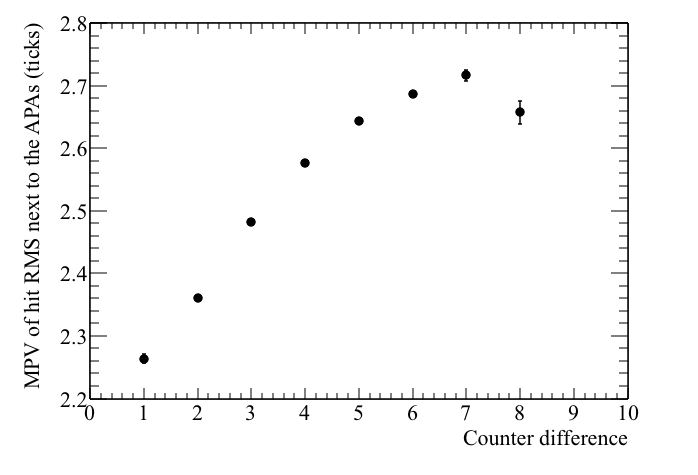 MPV of hit RMS next to the APAs (ticks)
2.8
2.7
2.6
2.5
2.4
2.3
2.2
0 1 2 3 4 5 6 7 8 9 10
Counter difference